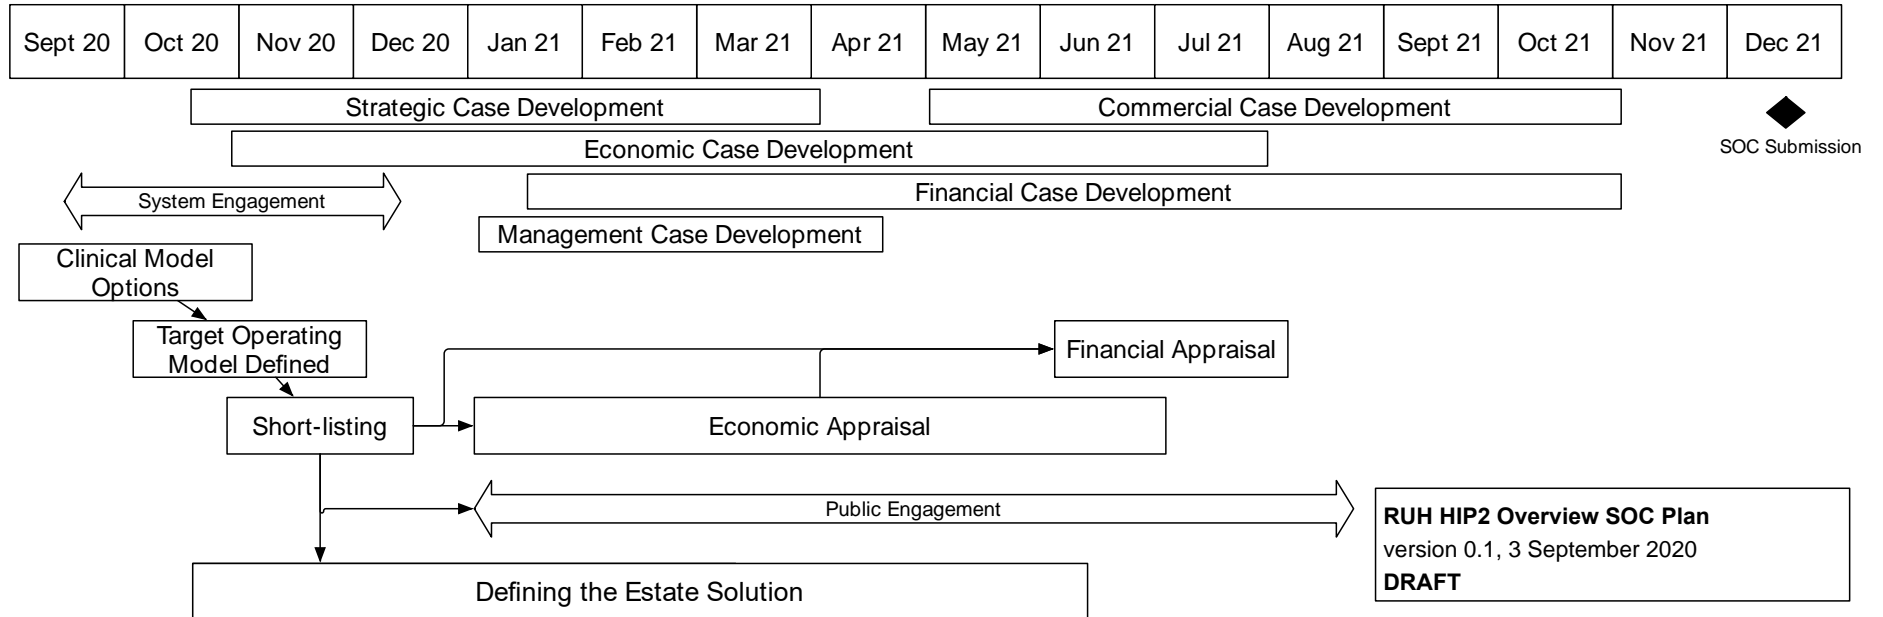 Sept 20 Oct 20 Nov 20 Dec 20 Jan 21 Feb 21 Mar 21 Apr 21 May 21 Jun 21 Jul 21 Aug 21 Sept 21 Oct 21 Nov 21 Dec 21
Strategic Case Development
Commercial Case Development
SOC Submission
Economic Case Development
System Engagement
Financial Case Development
Management Case Development
Clinical Model
Options
Target Operating
Model Defined
Financial Appraisal
Short-listing
Economic Appraisal
Public Engagement
RUH HIP2 Overview SOC Plan
version 0.1, 3 September 2020
DRAFT
Defining the Estate Solution